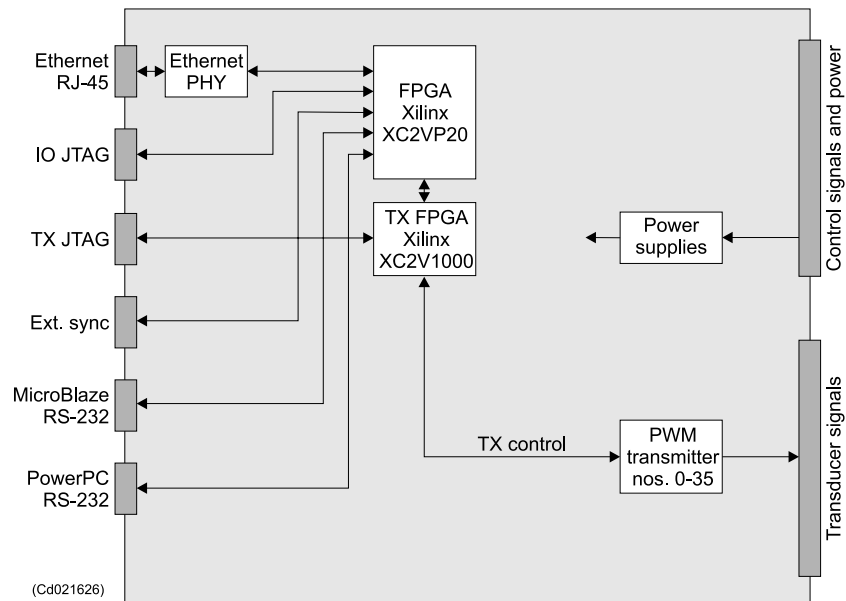 Ethernet
RJ-45
Ethernet
PHY
FPGA
Xilinx
XC2VP20
IO JTAG
TX JTAG
TX FPGA
Xilinx
XC2V1000
Power
supplies
Control signals and power
Ext. sync
MicroBlaze
RS-232
PowerPC
RS-232
TX control
PWM
transmitter
nos. 0-35
Transducer signals
(Cd021626)